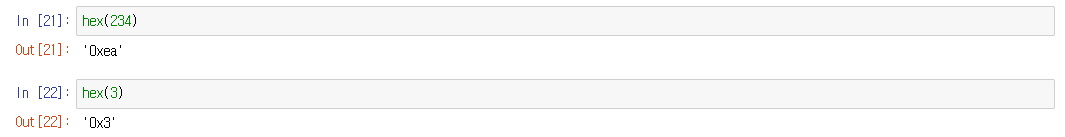 In [21]: hex(234)
Out[21]: '0xea'
In [22]: hex(3)
Out[22]: '0x3'